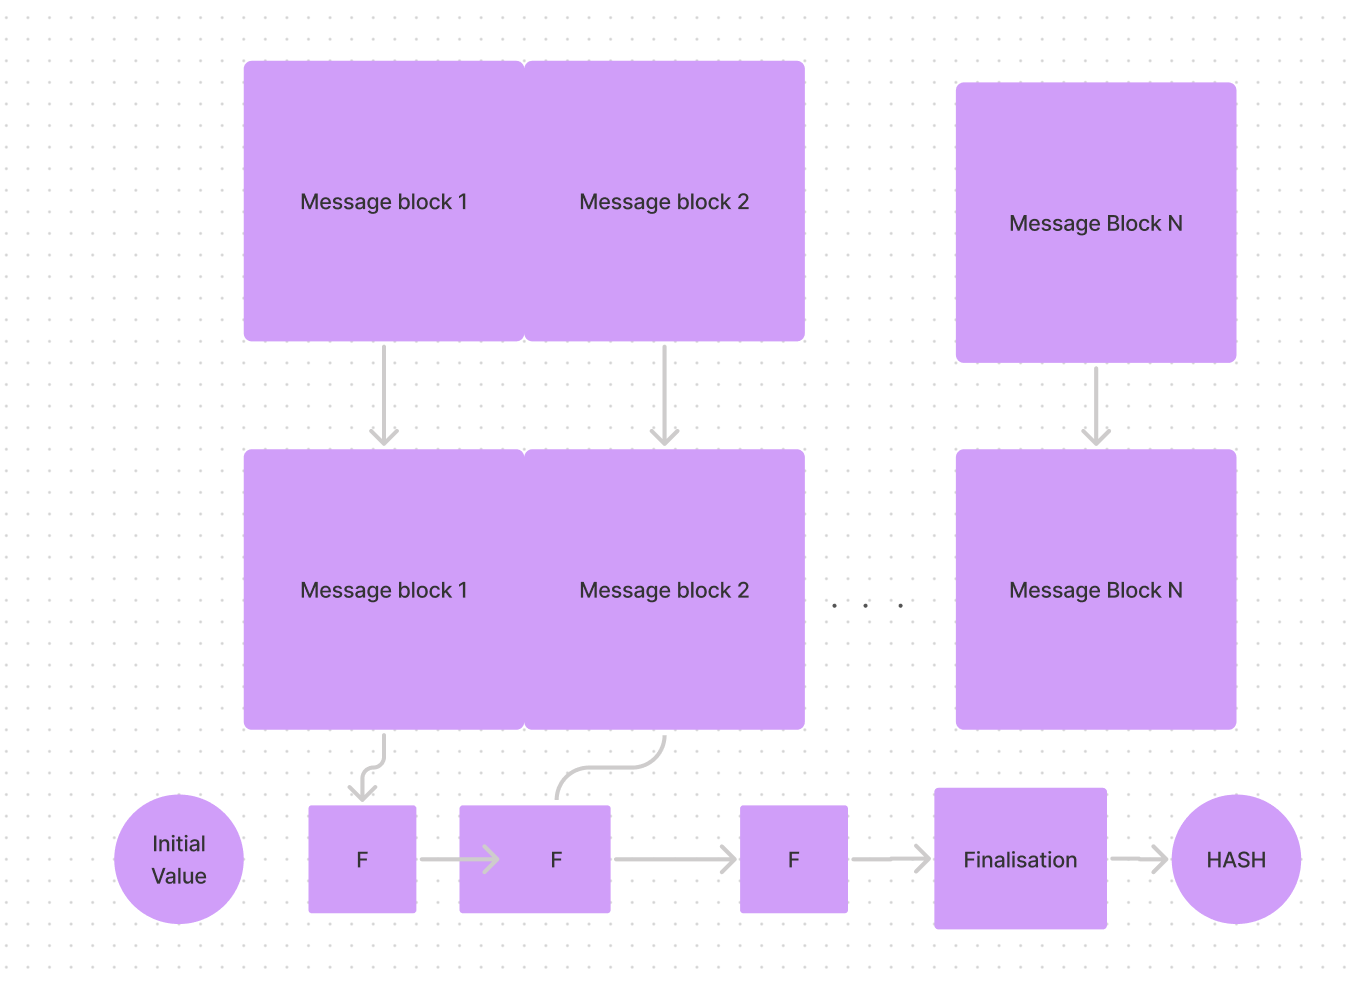 Message block 1
Message block 2
Message Block N
Message block 1
Message block 2
. . .
Message Block N
Initial
Value
F
F
F
Finalisation
HASH